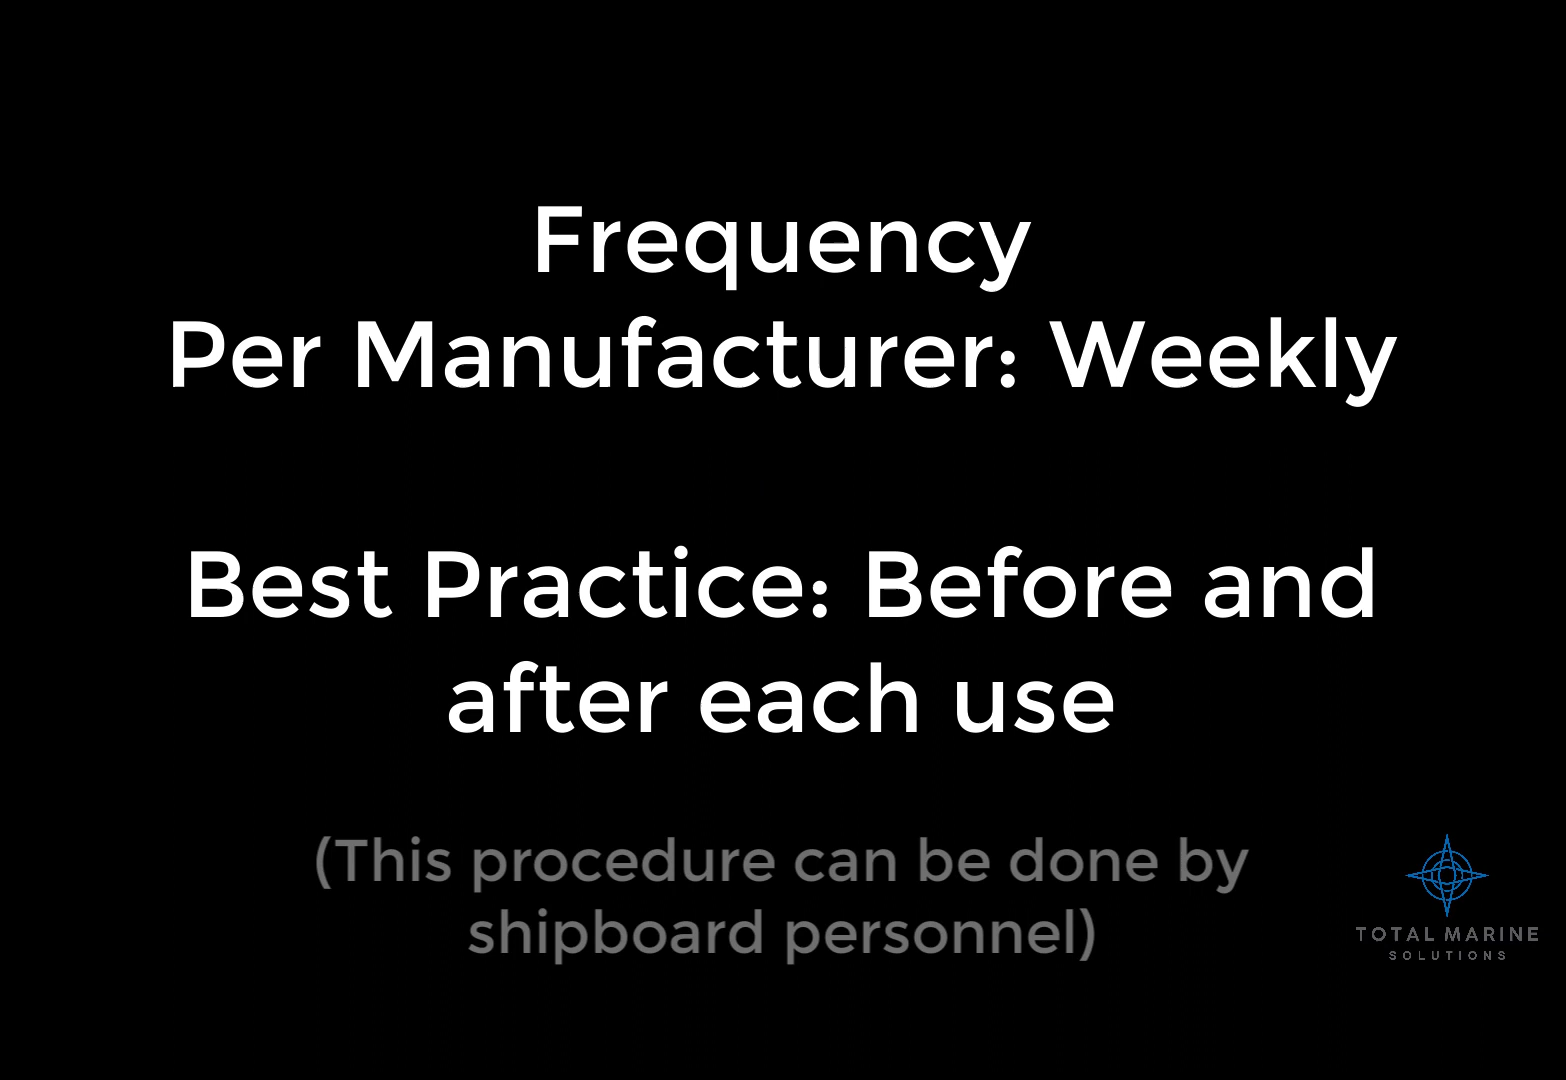 Frequency
Per Manufacturer: Weekly
Best Practice: Before and
after each use
(This procedure can be done by
shipboard personnel)
TOTAL MARINE
SOLUTIONS